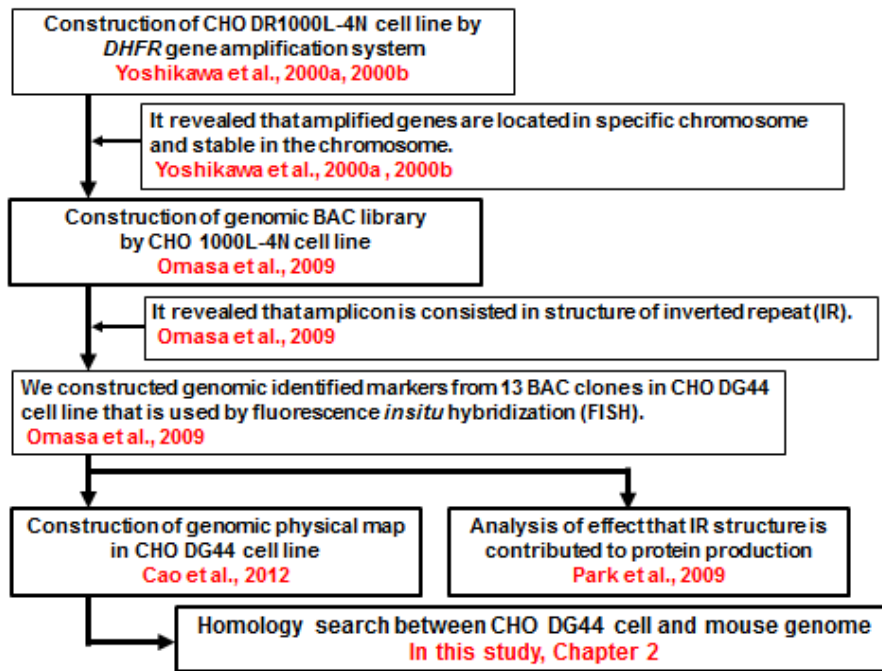 Construction of CHO DR1000L-4N cell line by
DHFR gene amplification system
Yoshikawa et al., 2000a, 2000b
It revealed that amplified genes are located in specific chromosome
and stable in the chromosome.
Yoshikawa et al., 2000a , 2000b
Construction of genomic BAC library
by CHO 1000L-4N cell line
Omasa et al., 2009
It revealed that amplicon is consisted in structure of inverted repeat (IR).
Omasa et al., 2009
We constructed genomic identified markers from 13 BAC clones in CHO DG44
cell line that is used by fluorescence insitu hybridization (FISH).
Omasa et al., 2009
Construction of genomic physical map
in CHO DG44 cell line
Cao et al., 2012
Analysis of effect that IR structure is
contributed to protein production
Park et al., 2009
Homology search between CHO DG44 cell and mouse genome
In this study, Chapter 2